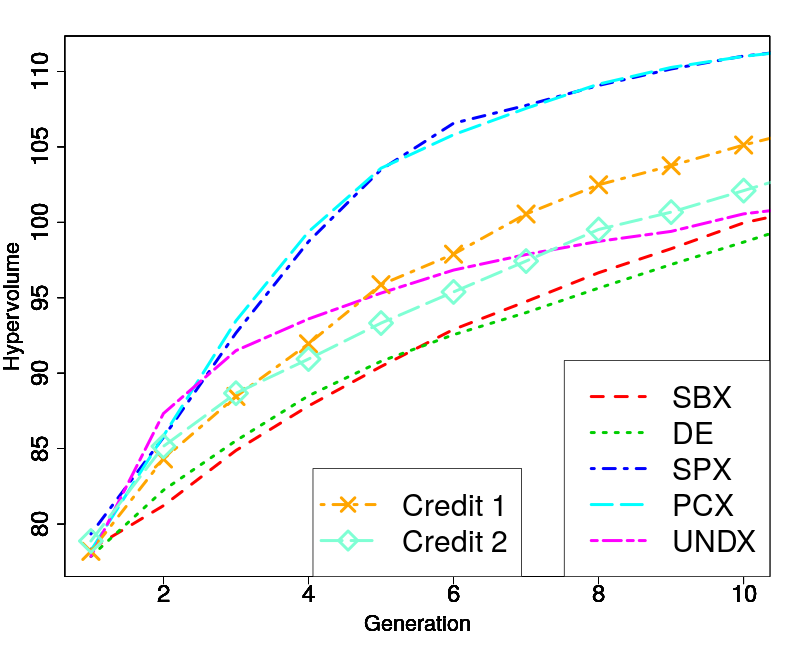 110
105
100
95
90
85
80
Hypervolume
Credit 1
Credit 2
SBX
DE
SPX
PCX
UNDX
2 4 6 8 10
Generation